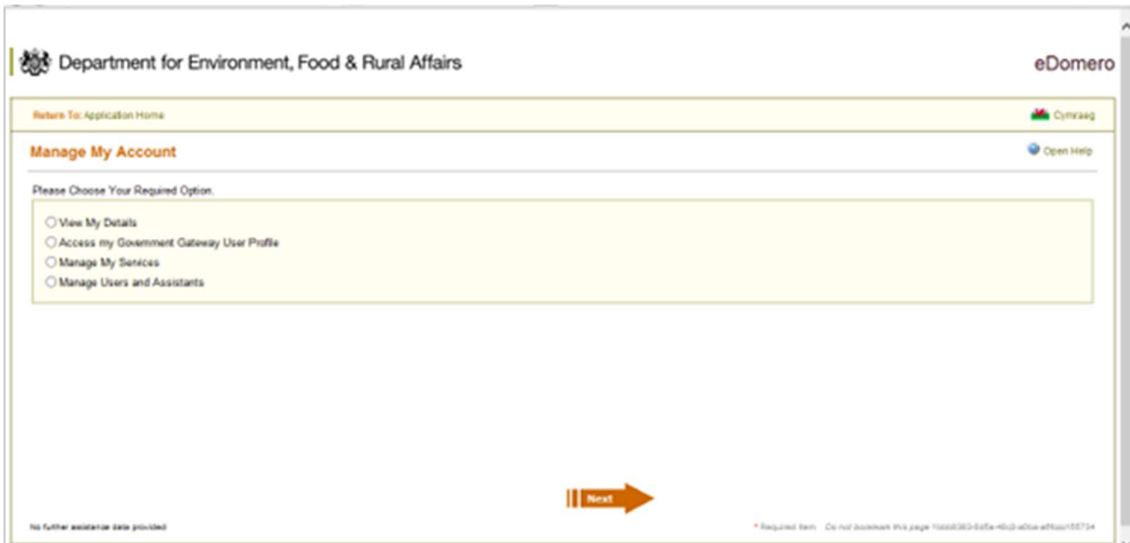 Department for Environment, Food & Rural Affairs
eDomero
Return To: Application Home
Cymraeg
Manage My Account
Open Help
Please Choose Your Required Option.
View My Details
Access my Government Gateway User Profile
Manage My Services
Manage Users and Assistants
Next
No further assistance data provided
* Required Item Do not bookmark this page